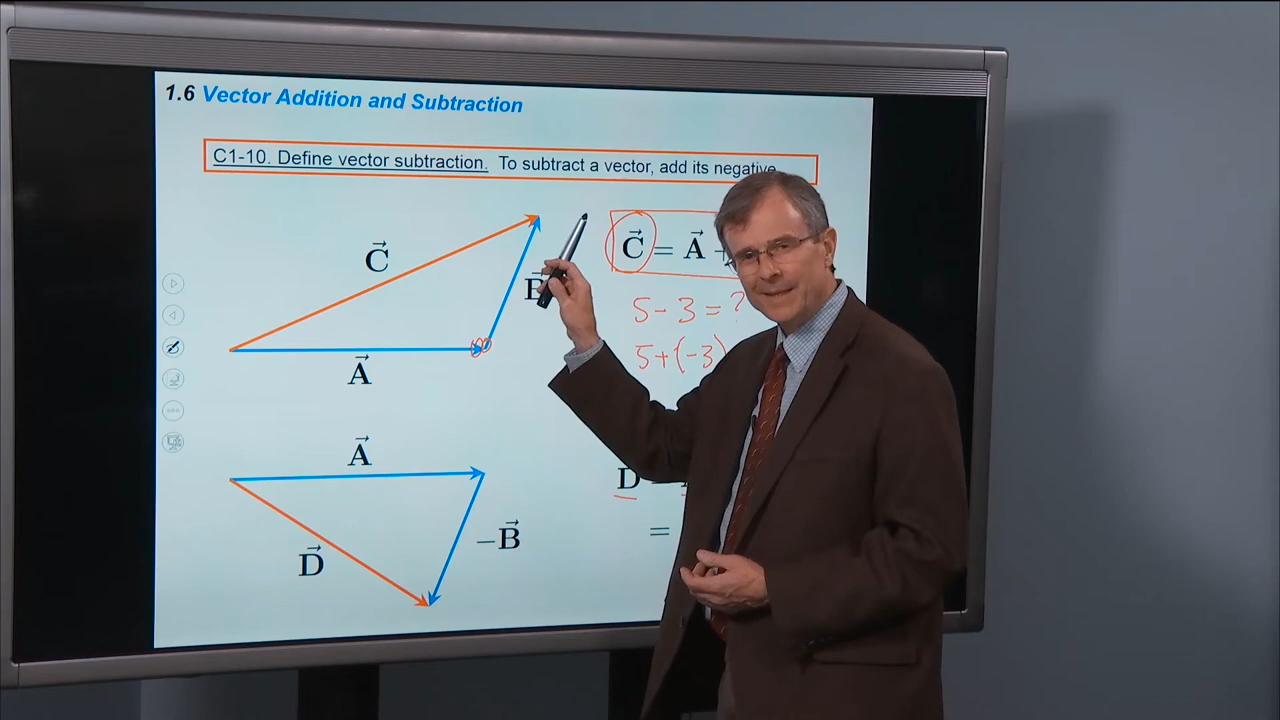 1.6 Vector Addition and Subtraction
C1-10. Define vector subtraction. To subtract a vector, add its negative
C⃗
B⃗
A⃗
C⃗ = A⃗ +
5 - 3 = ?
5 + (-3)
A⃗
D⃗
−B⃗
D
=